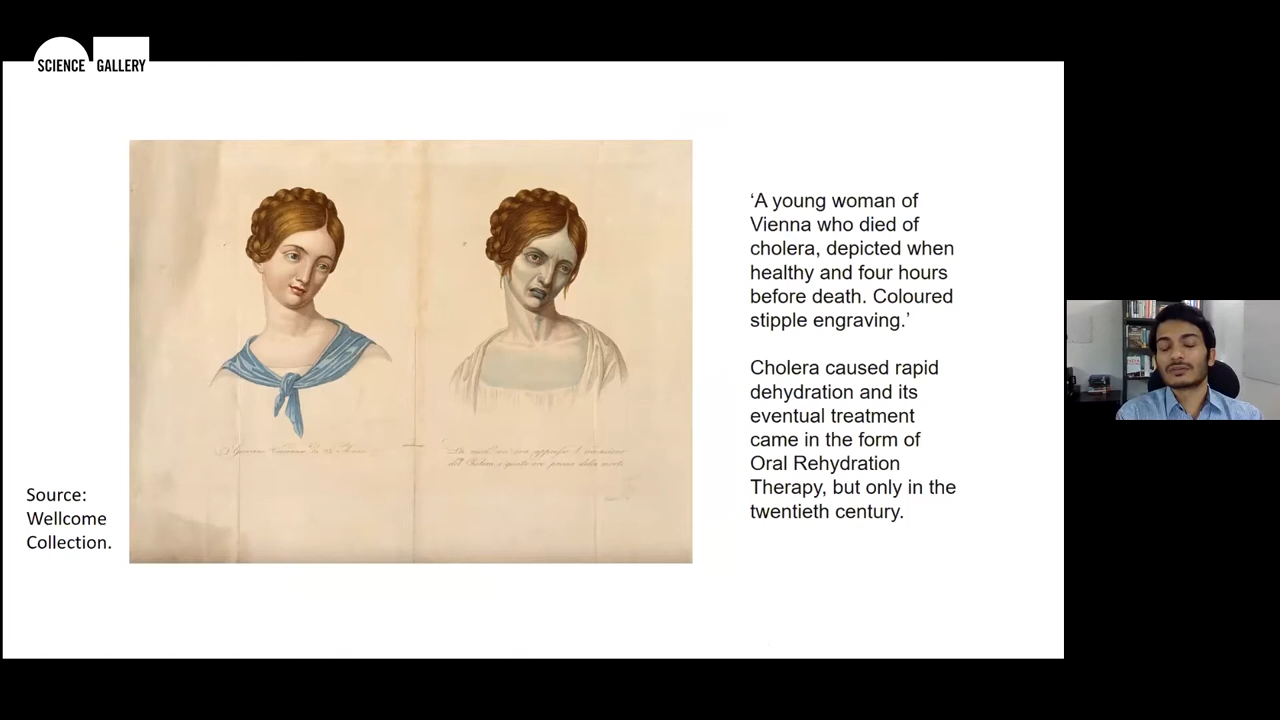 SCIENCE GALLERY
‘A young woman of
Vienna who died of
cholera, depicted when
healthy and four hours
before death. Coloured
stipple engraving.’
Cholera caused rapid
dehydration and its
eventual treatment
came in the form of
Oral Rehydration
Therapy, but only in the
twentieth century.
Source:
Wellcome
Collection.
della morte